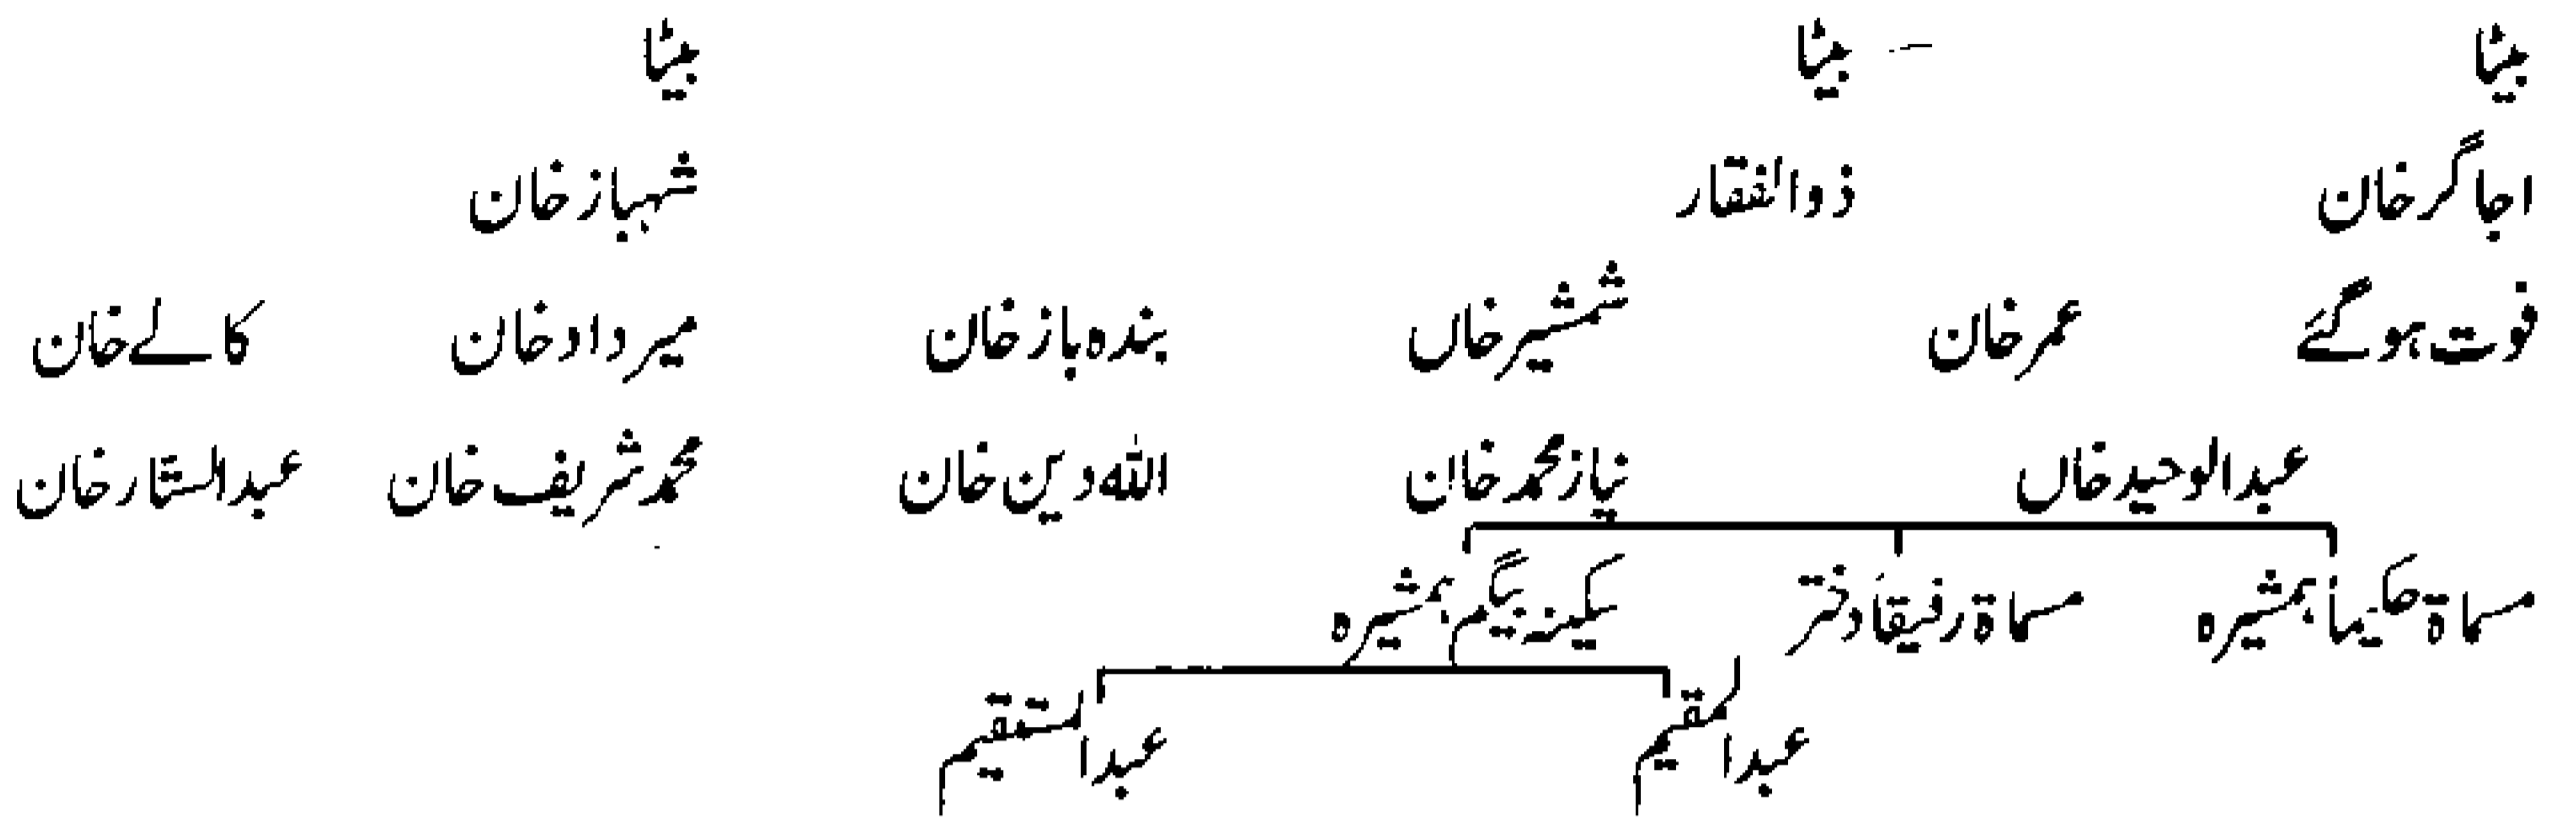 بیٹا بیٹا بیٹا
اجاگر خان ذوالفقار شہباز خان
فوت ہوگئے عمر خان شمشیر خاں بندہ باز خان میر داد خان کالے خان
عبدالوحید خاں نیاز محمد خان اللہ دین خان محمد شریف خان عبدالستار خان
مسماۃ حکیماً ہمشیرہ مسماۃ رفیقاً دختر سکینہ بیگم ہمشیرہ
عبدالمقیم عبدالمستقیم